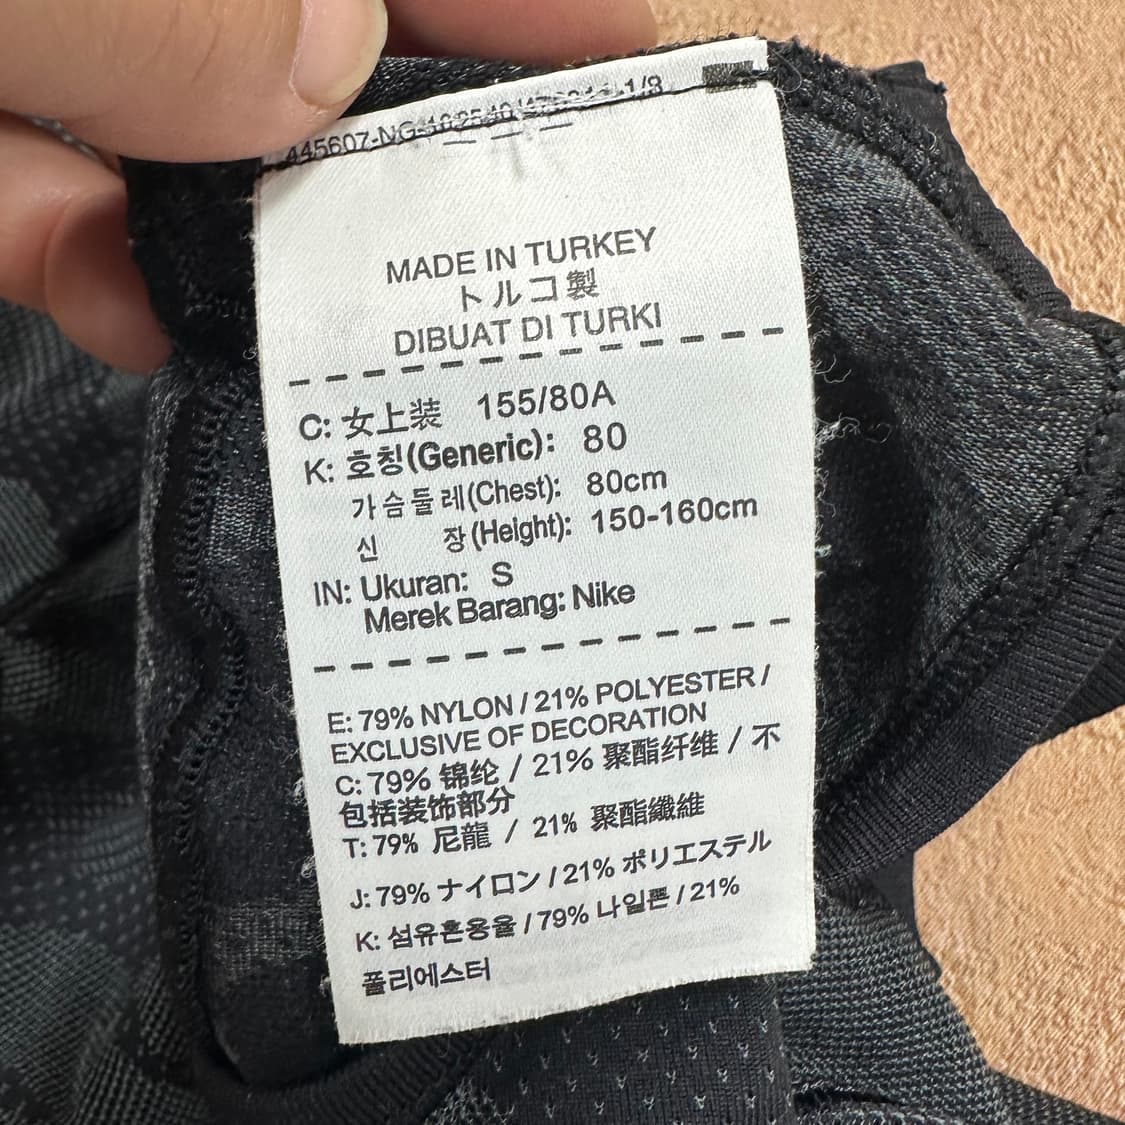 MADE IN TURKEY
トルコ製
DIBUAT DI TURKI
C: 女上装 155/80A
K: 호칭(Generic): 80
가슴둘레(Chest): 80cm
신 장(Height): 150-160cm
IN: Ukuran: S
Merek Barang: Nike
E: 79% NYLON / 21% POLYESTER /
EXCLUSIVE OF DECORATION
C: 79% 锦纶 / 21% 聚酯纤维 / 不
包括装饰部分
T: 79% 尼龍 / 21% 聚酯纖維
J: 79% ナイロン / 21% ポリエステル
K: 섬유혼용율 / 79% 나일론 / 21%
폴리에스터